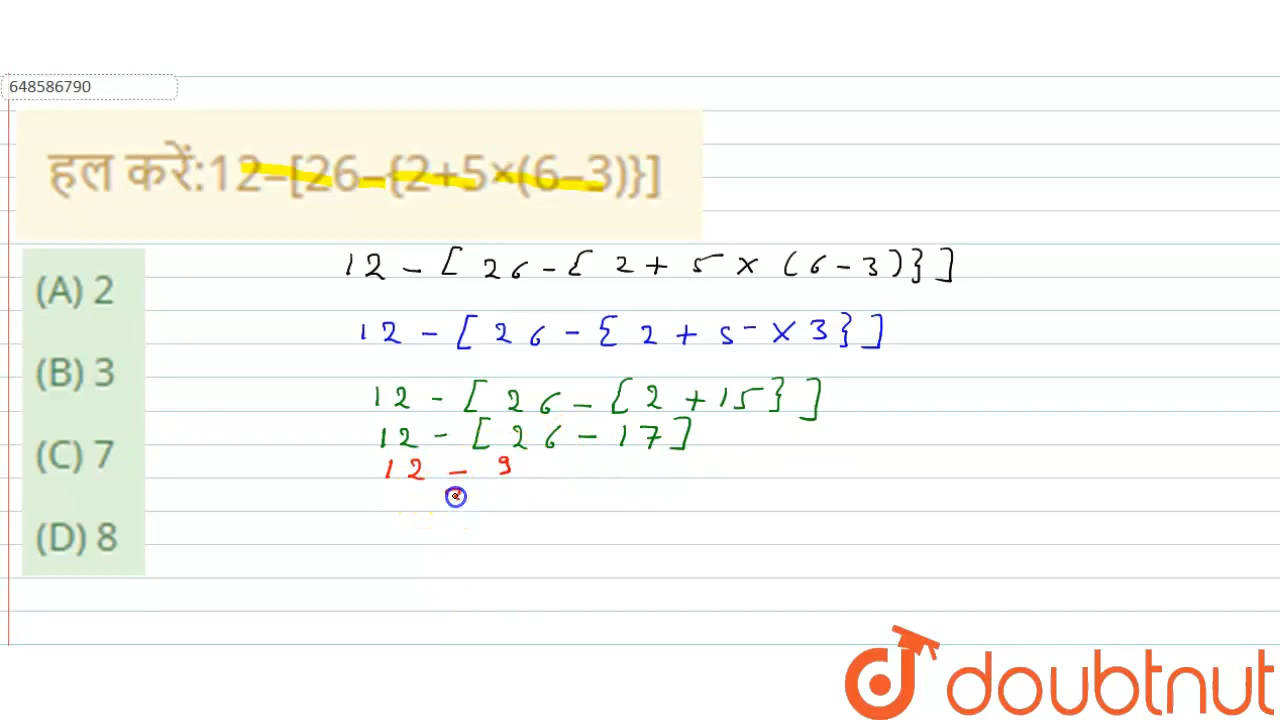 648586790
हल करें:12–[26–{2+5×(6–3)}]
(A) 2
(B) 3
(C) 7
(D) 8
12 - [ 26 - { 2 + 5 × (6 - 3)}]
12 - [ 26 - { 2 + 5 × 3}]
12 - [ 26 - { 2 + 15}]
12 - [ 26 - 17]
12 - 9
doubtnut